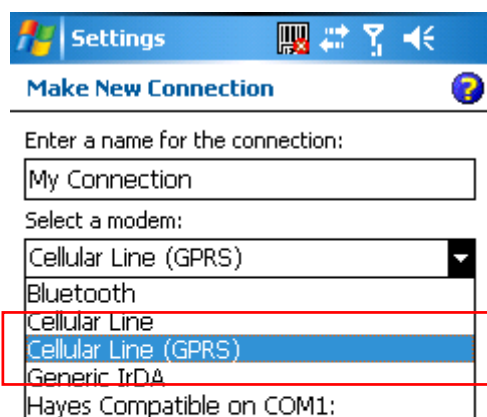 Settings
Make New Connection
Enter a name for the connection:
My Connection
Select a modem:
Cellular Line (GPRS)
Bluetooth
Cellular Line
Cellular Line (GPRS)
Generic IrDA
Hayes Compatible on COM1: